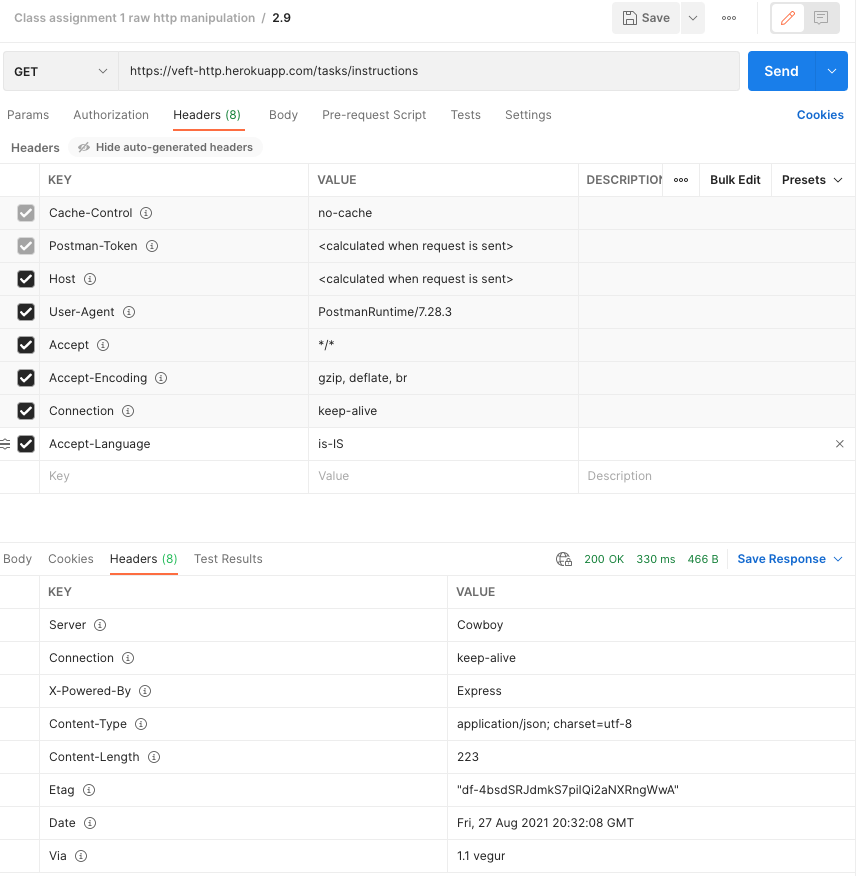 Class assignment 1 raw http manipulation / 2.9
Save
GET https://veft-http.herokuapp.com/tasks/instructions Send
Params Authorization Headers (8) Body Pre-request Script Tests Settings Cookies
Headers Hide auto-generated headers
KEY VALUE DESCRIPTION Bulk Edit Presets
Cache-Control no-cache
Postman-Token <calculated when request is sent>
Host <calculated when request is sent>
User-Agent PostmanRuntime/7.28.3
Accept */*
Accept-Encoding gzip, deflate, br
Connection keep-alive
Accept-Language is-IS
Key Value Description
Body Cookies Headers (8) Test Results 200 OK 330 ms 466 B Save Response
KEY VALUE
Server Cowboy
Connection keep-alive
X-Powered-By Express
Content-Type application/json; charset=utf-8
Content-Length 223
Etag "df-4bsdSRJdmkS7pilQi2aNXRngWwA"
Date Fri, 27 Aug 2021 20:32:08 GMT
Via 1.1 vegur